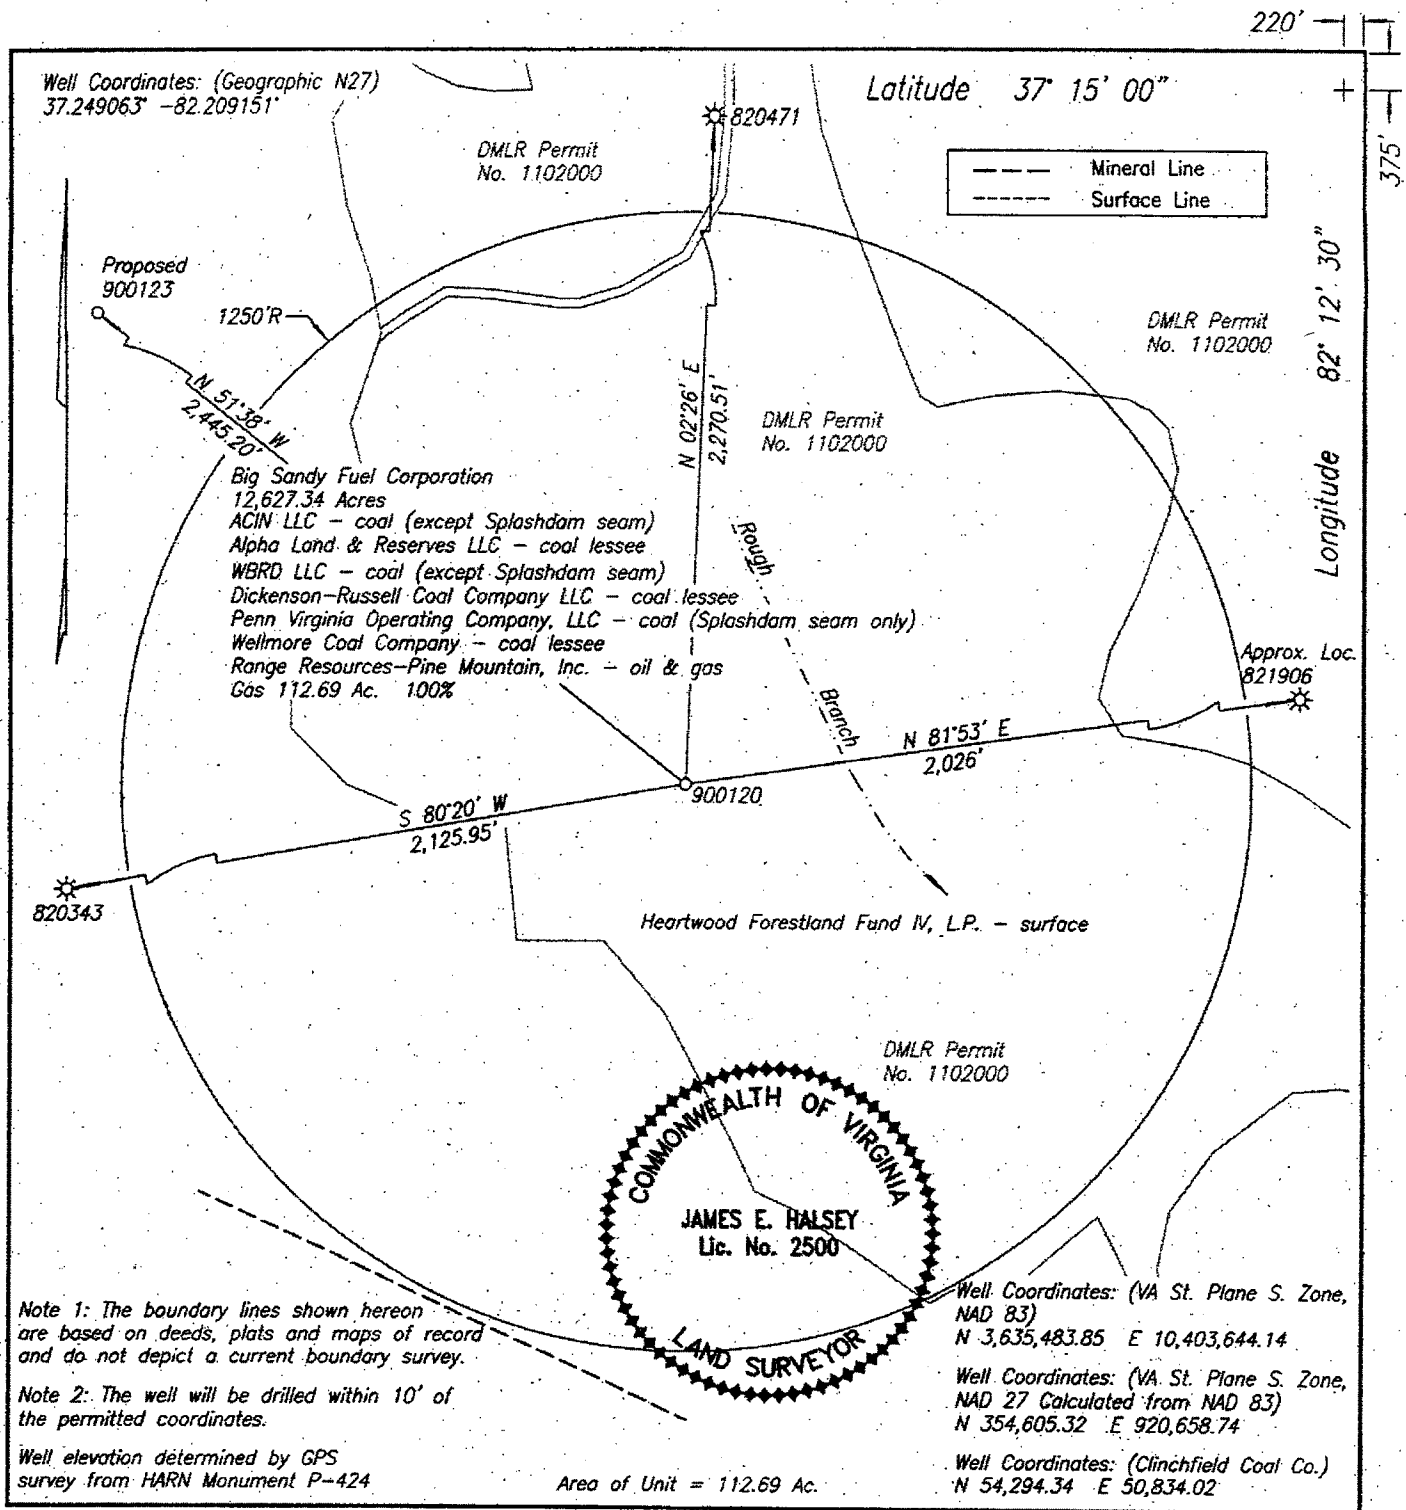 220'
Well Coordinates: (Geographic N27)
37.249063° -82.209151°
Latitude 37° 15' 00"
375'
820471
DMLR Permit
No. 1102000
Mineral Line
Surface Line
Longitude 82° 12' 30"
Proposed
900123
1250'R
DMLR Permit
No. 1102000
N 51°38' W
2,445.20'
N 02°26' E
2,270.51'
DMLR Permit
No. 1102000
Big Sandy Fuel Corporation
12,627.34 Acres
ACIN LLC - coal (except Splashdam seam)
Alpha Land & Reserves LLC - coal lessee
WBRD LLC - coal (except Splashdam seam)
Dickenson-Russell Coal Company LLC - coal lessee
Penn Virginia Operating Company, LLC - coal (Splashdam seam only)
Wellmore Coal Company - coal lessee
Range Resources-Pine Mountain, Inc. - oil & gas
Gas 112.69 Ac. 100%
Rough
Branch
Approx. Loc.
821906
N 81°53' E
2,026'
900120
S 80°20' W
2,125.95'
820343
Heartwood Forestland Fund IV, L.P. - surface
DMLR Permit
No. 1102000
COMMONWEALTH OF VIRGINIA
JAMES E. HALSEY
Lic. No. 2500
LAND SURVEYOR
Note 1: The boundary lines shown hereon
are based on deeds, plats and maps of record
and do not depict a current boundary survey.
Note 2: The well will be drilled within 10' of
the permitted coordinates.
Well elevation determined by GPS
survey from HARN Monument P-424
Area of Unit = 112.69 Ac.
Well Coordinates: (VA St. Plane S. Zone,
NAD 83)
N 3,635,483.85 E 10,403,644.14
Well Coordinates: (VA St. Plane S. Zone,
NAD 27 Calculated from NAD 83)
N 354,605.32 E 920,658.74
Well Coordinates: (Clinchfield Coal Co.)
N 54,294.34 E 50,834.02